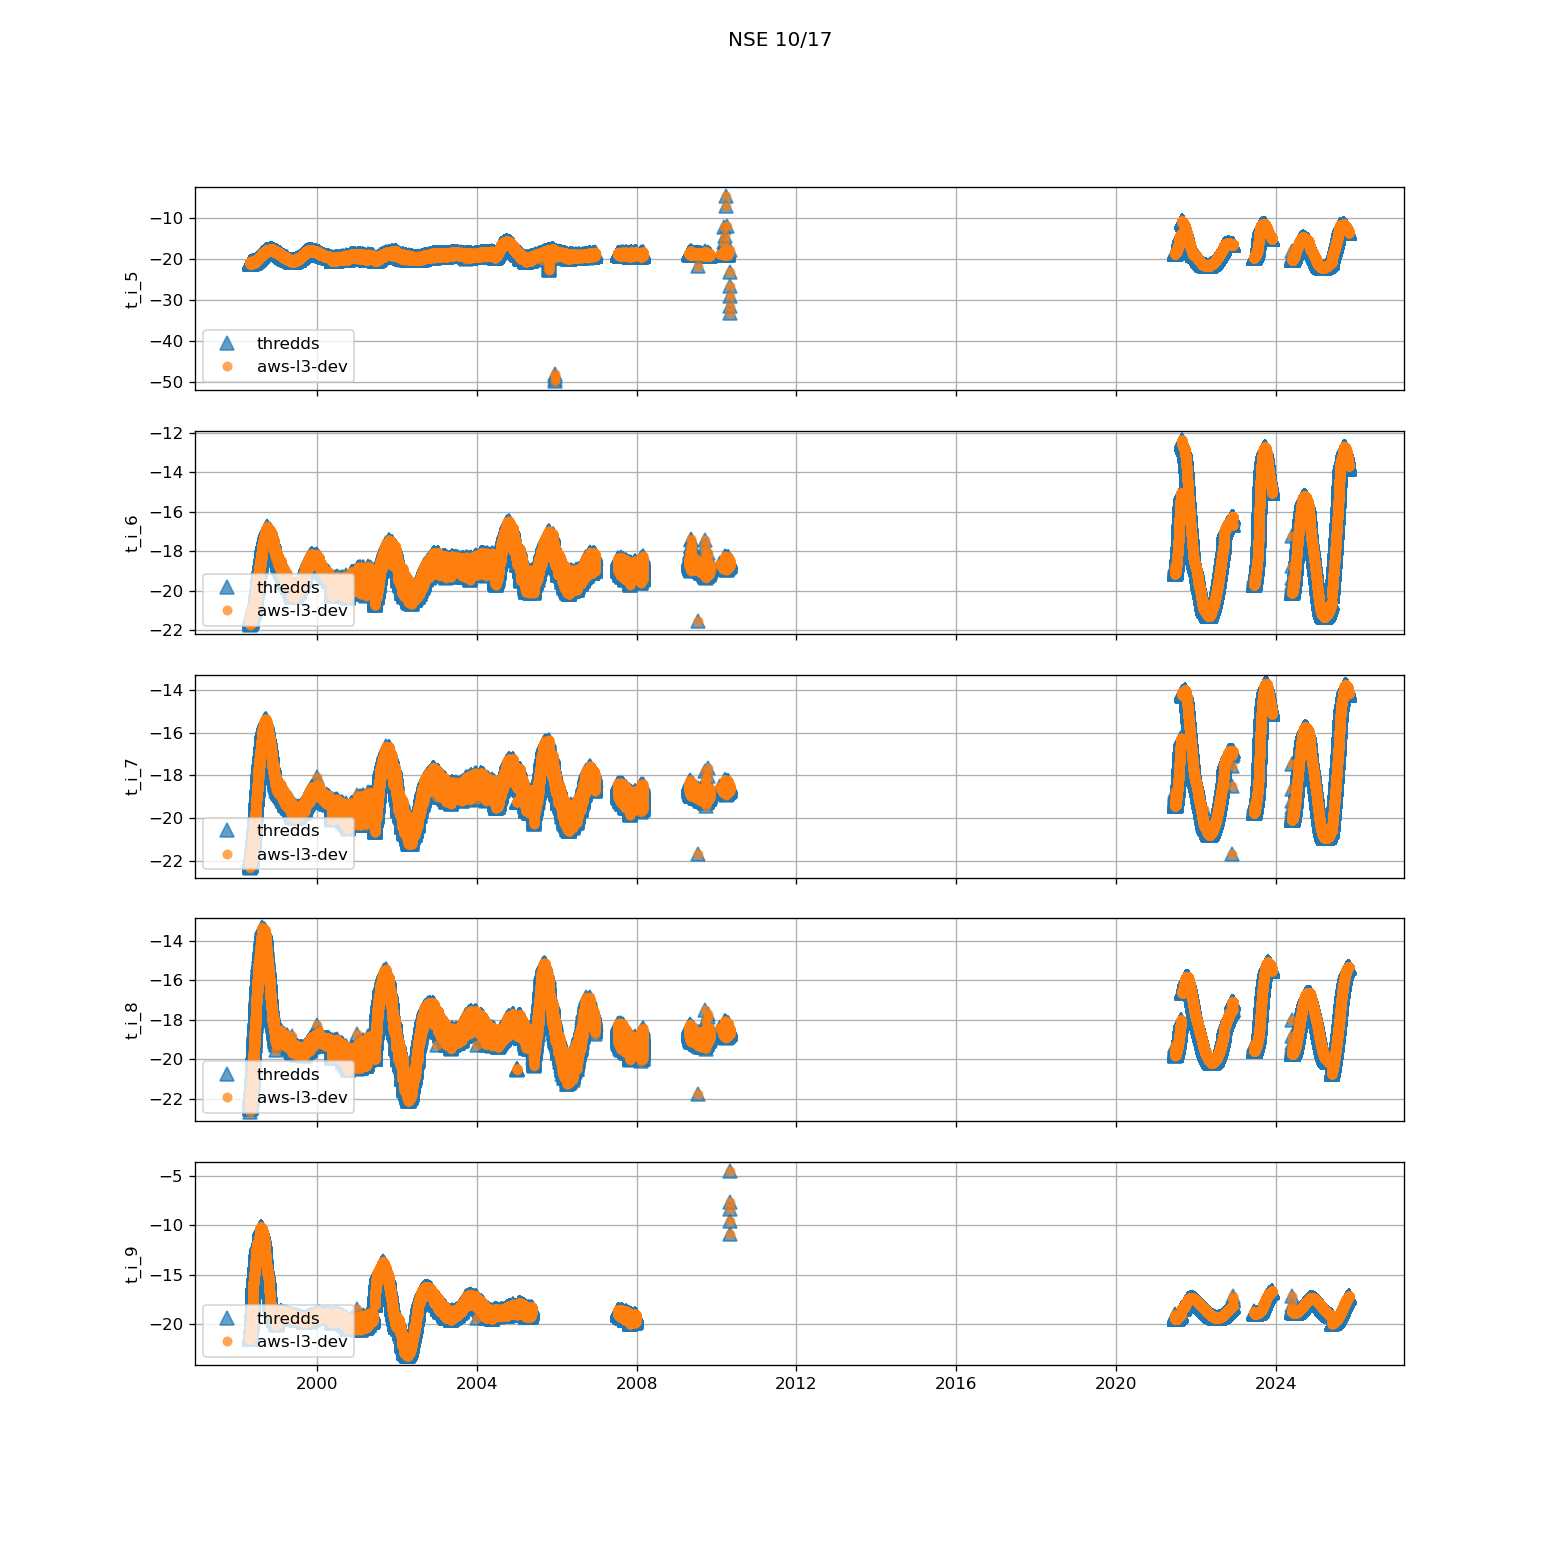 NSE 10/17
−10
−20
−30
−40
−50
t_i_5
thredds
aws-l3-dev
−12
−14
−16
−18
−20
−22
t_i_6
thredds
aws-l3-dev
−14
−16
−18
−20
−22
t_i_7
thredds
aws-l3-dev
−14
−16
−18
−20
−22
t_i_8
thredds
aws-l3-dev
−5
−10
−15
−20
t_i_9
thredds
aws-l3-dev
2000 2004 2008 2012 2016 2020 2024